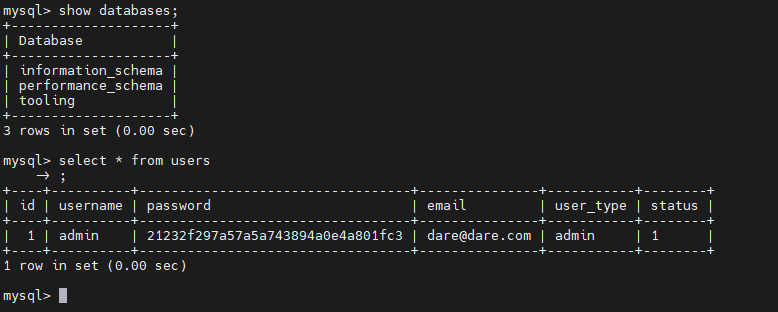 mysql> show databases;
+--------------------+
| Database           |
+--------------------+
| information_schema |
| performance_schema |
| tooling            |
+--------------------+
3 rows in set (0.00 sec)
mysql> select * from users
    -> ;
+----+----------+----------------------------------+---------------+-----------+--------+
| id | username | password                         | email         | user_type | status |
+----+----------+----------------------------------+---------------+-----------+--------+
|  1 | admin    | 21232f297a57a5a743894a0e4a801fc3 | dare@dare.com | admin     | 1      |
+----+----------+----------------------------------+---------------+-----------+--------+
1 row in set (0.00 sec)
mysql>